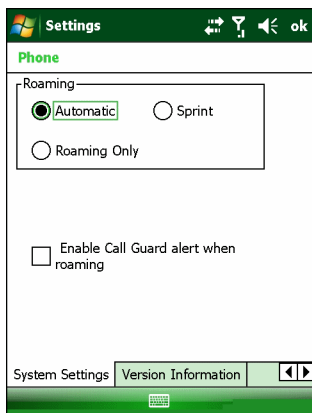 Settings ok
Phone
Roaming
Automatic Sprint
Roaming Only
Enable Call Guard alert when
roaming
System Settings Version Information